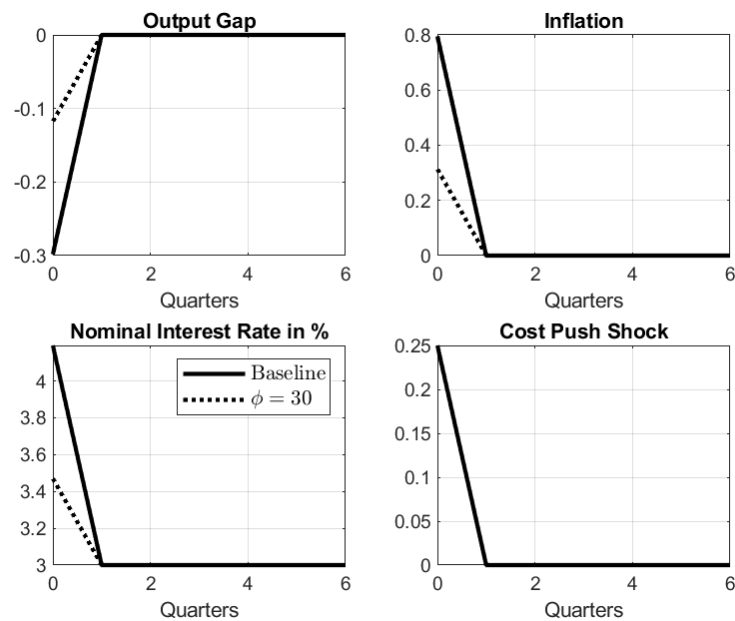 Output Gap
0
-0.1
-0.2
-0.3
0 2 4 6
Quarters
Inflation
0.8
0.6
0.4
0.2
0
0 2 4 6
Quarters
Nominal Interest Rate in %
4
3.8
3.6
3.4
3.2
3
Baseline
ϕ = 30
0 2 4 6
Quarters
Cost Push Shock
0.25
0.2
0.15
0.1
0.05
0
0 2 4 6
Quarters